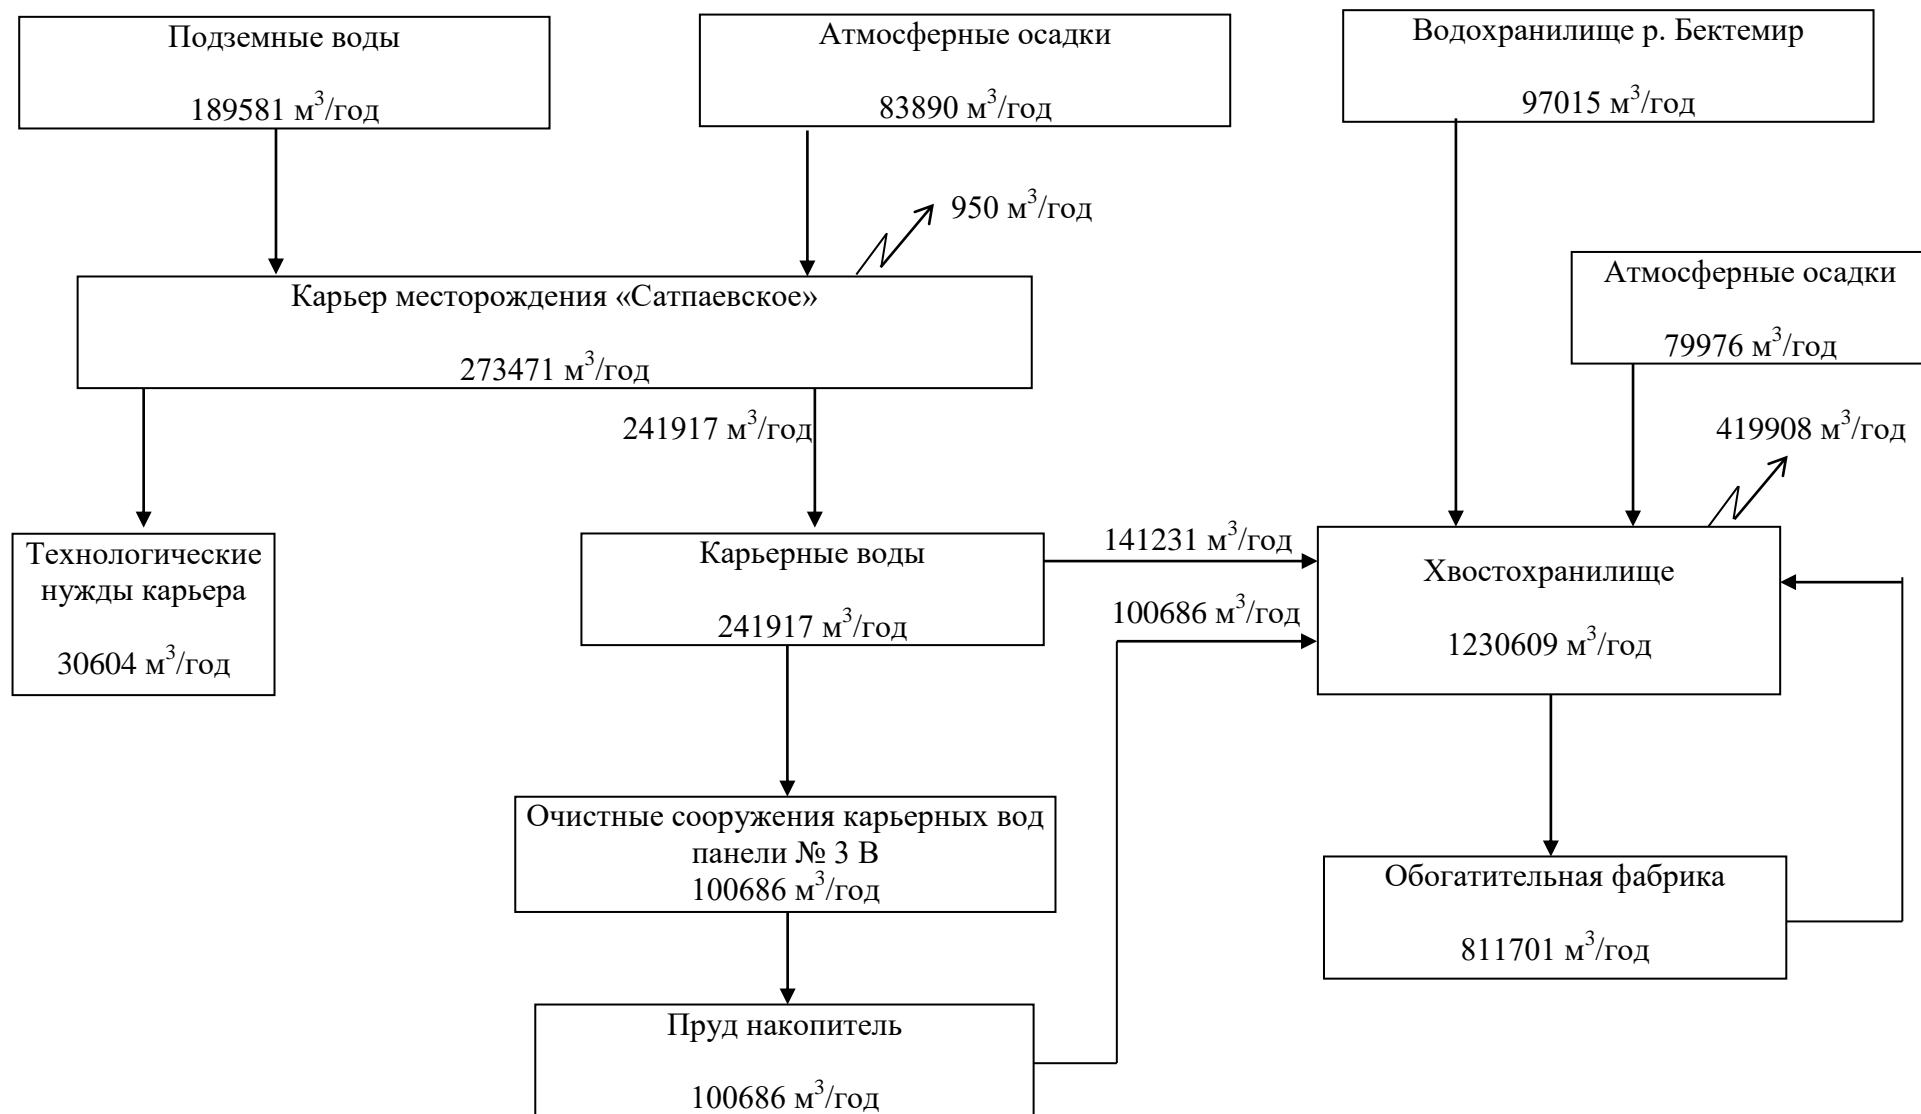 Подземные воды
189581 м³/год
Атмосферные осадки
83890 м³/год
Водохранилище р. Бектемир
97015 м³/год
950 м³/год
Карьер месторождения «Сатпаевское»
273471 м³/год
Атмосферные осадки
79976 м³/год
241917 м³/год
419908 м³/год
Технологические
нужды карьера
30604 м³/год
Карьерные воды
241917 м³/год
141231 м³/год
100686 м³/год
Хвостохранилище
1230609 м³/год
Очистные сооружения карьерных вод
панели № 3 В
100686 м³/год
Обогатительная фабрика
811701 м³/год
Пруд накопитель
100686 м³/год